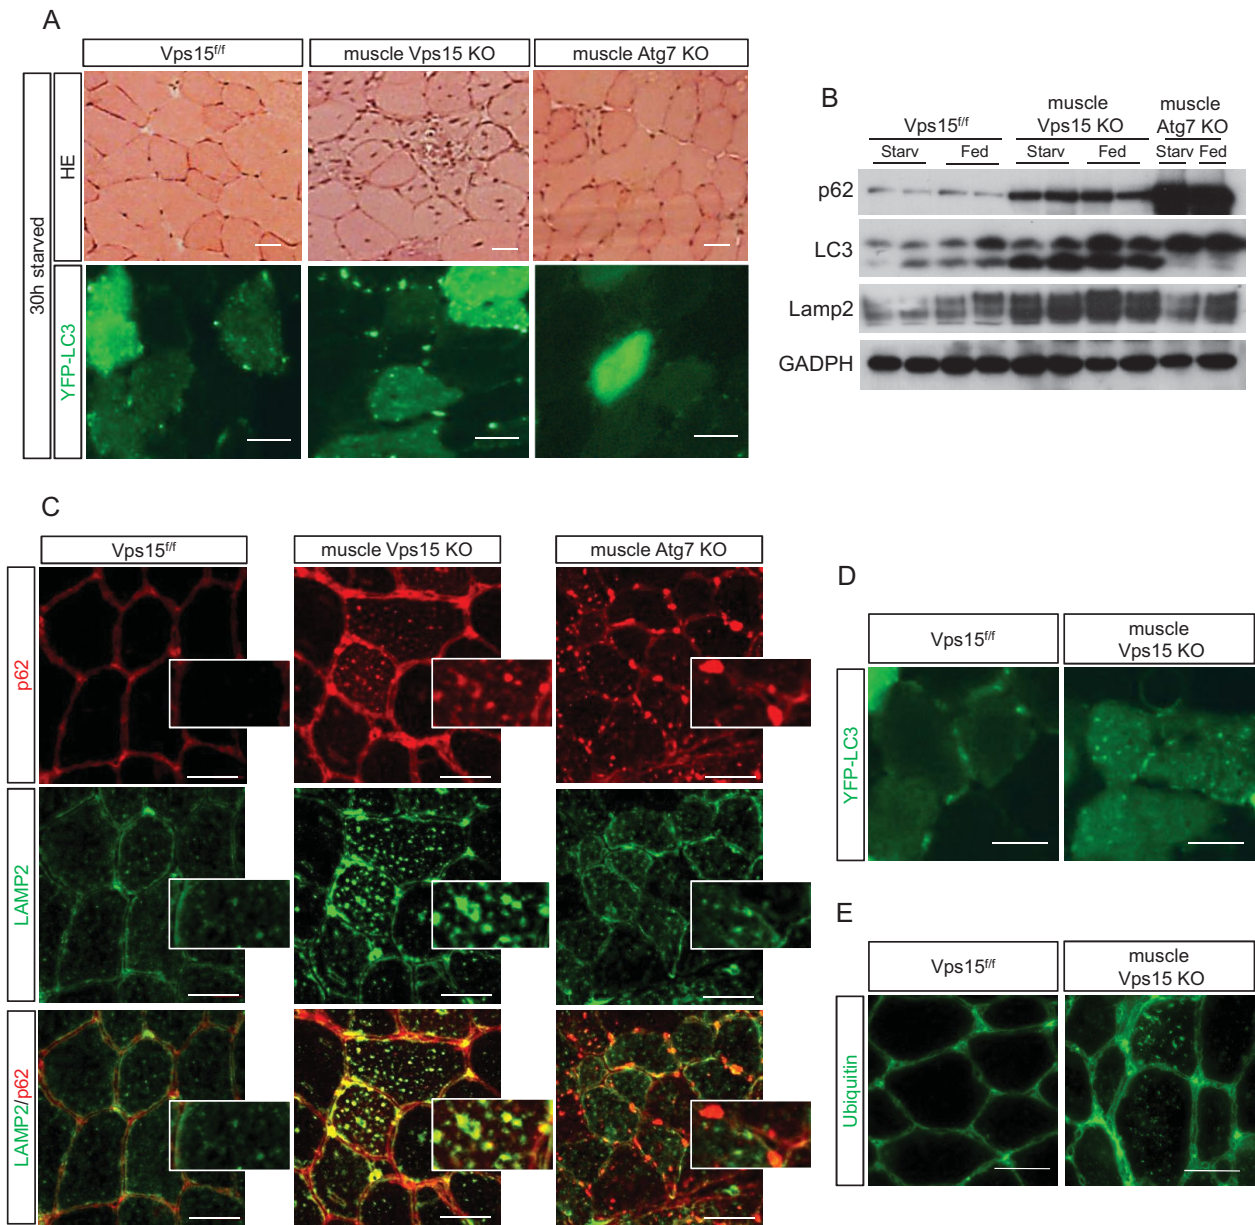 A
Vps15f/f
muscle Vps15 KO
muscle Atg7 KO
30h starved
HE
YFP-LC3
B
Vps15f/f
muscle
Vps15 KO
muscle
Atg7 KO
Starv
Fed
Starv
Fed
Starv
Fed
p62
LC3
Lamp2
GADPH
C
Vps15f/f
muscle Vps15 KO
muscle Atg7 KO
p62
LAMP2
LAMP2/p62
D
Vps15f/f
muscle
Vps15 KO
YFP-LC3
E
Vps15f/f
muscle
Vps15 KO
Ubiquitin